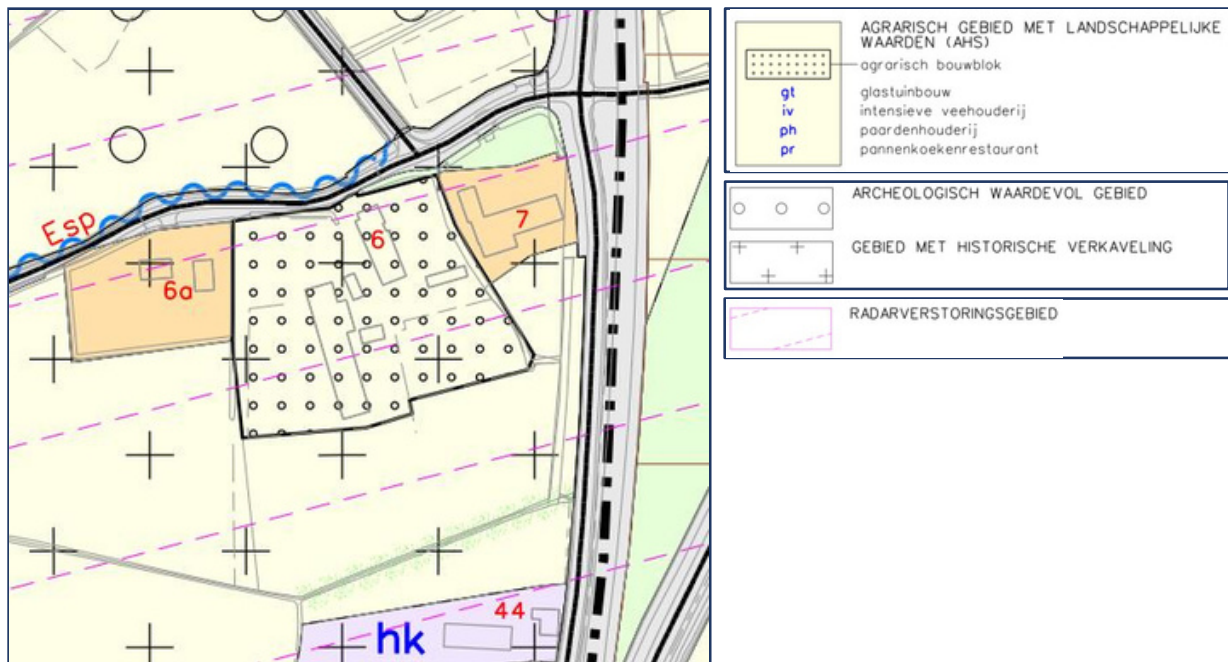 Esp
6
7
6a
44
hk
AGRARISCH GEBIED MET LANDSCHAPPELIJKE
WAARDEN (AHS)
agrarisch bouwblok
gt glastuinbouw
iv intensieve veehouderij
ph paardenhouderij
pr pannenkoekenrestaurant
ARCHEOLOGISCH WAARDEVOL GEBIED
GEBIED MET HISTORISCHE VERKAVELING
RADARVERSTORINGSGEBIED